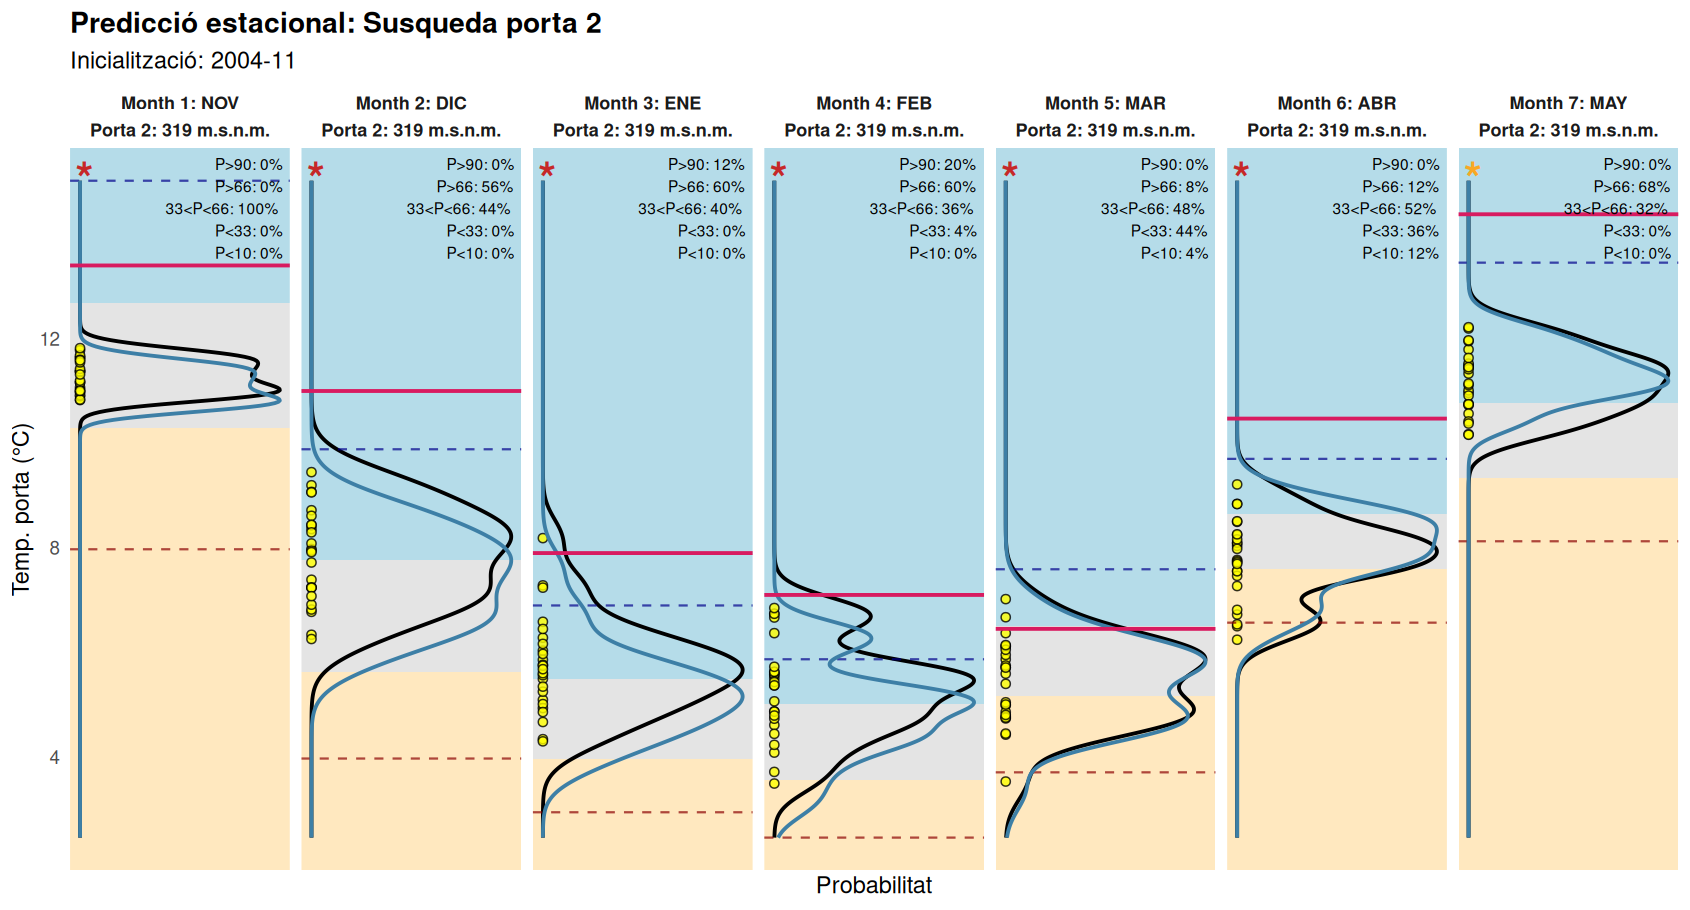 Predicció estacional: Susqueda porta 2
Inicialització: 2004-11
Month 1: NOV
Porta 2: 319 m.s.n.m.
Month 2: DIC
Porta 2: 319 m.s.n.m.
Month 3: ENE
Porta 2: 319 m.s.n.m.
Month 4: FEB
Porta 2: 319 m.s.n.m.
Month 5: MAR
Porta 2: 319 m.s.n.m.
Month 6: ABR
Porta 2: 319 m.s.n.m.
Month 7: MAY
Porta 2: 319 m.s.n.m.
*
P>90: 0%
P>66: 0%
33<P<66: 100%
P<33: 0%
P<10: 0%
*
P>90: 0%
P>66: 56%
33<P<66: 44%
P<33: 0%
P<10: 0%
*
P>90: 12%
P>66: 60%
33<P<66: 40%
P<33: 0%
P<10: 0%
*
P>90: 20%
P>66: 60%
33<P<66: 36%
P<33: 4%
P<10: 0%
*
P>90: 0%
P>66: 8%
33<P<66: 48%
P<33: 44%
P<10: 4%
*
P>90: 0%
P>66: 12%
33<P<66: 52%
P<33: 36%
P<10: 12%
*
P>90: 0%
P>66: 68%
33<P<66: 32%
P<33: 0%
P<10: 0%
12
8
4
Temp. porta (°C)
Probabilitat